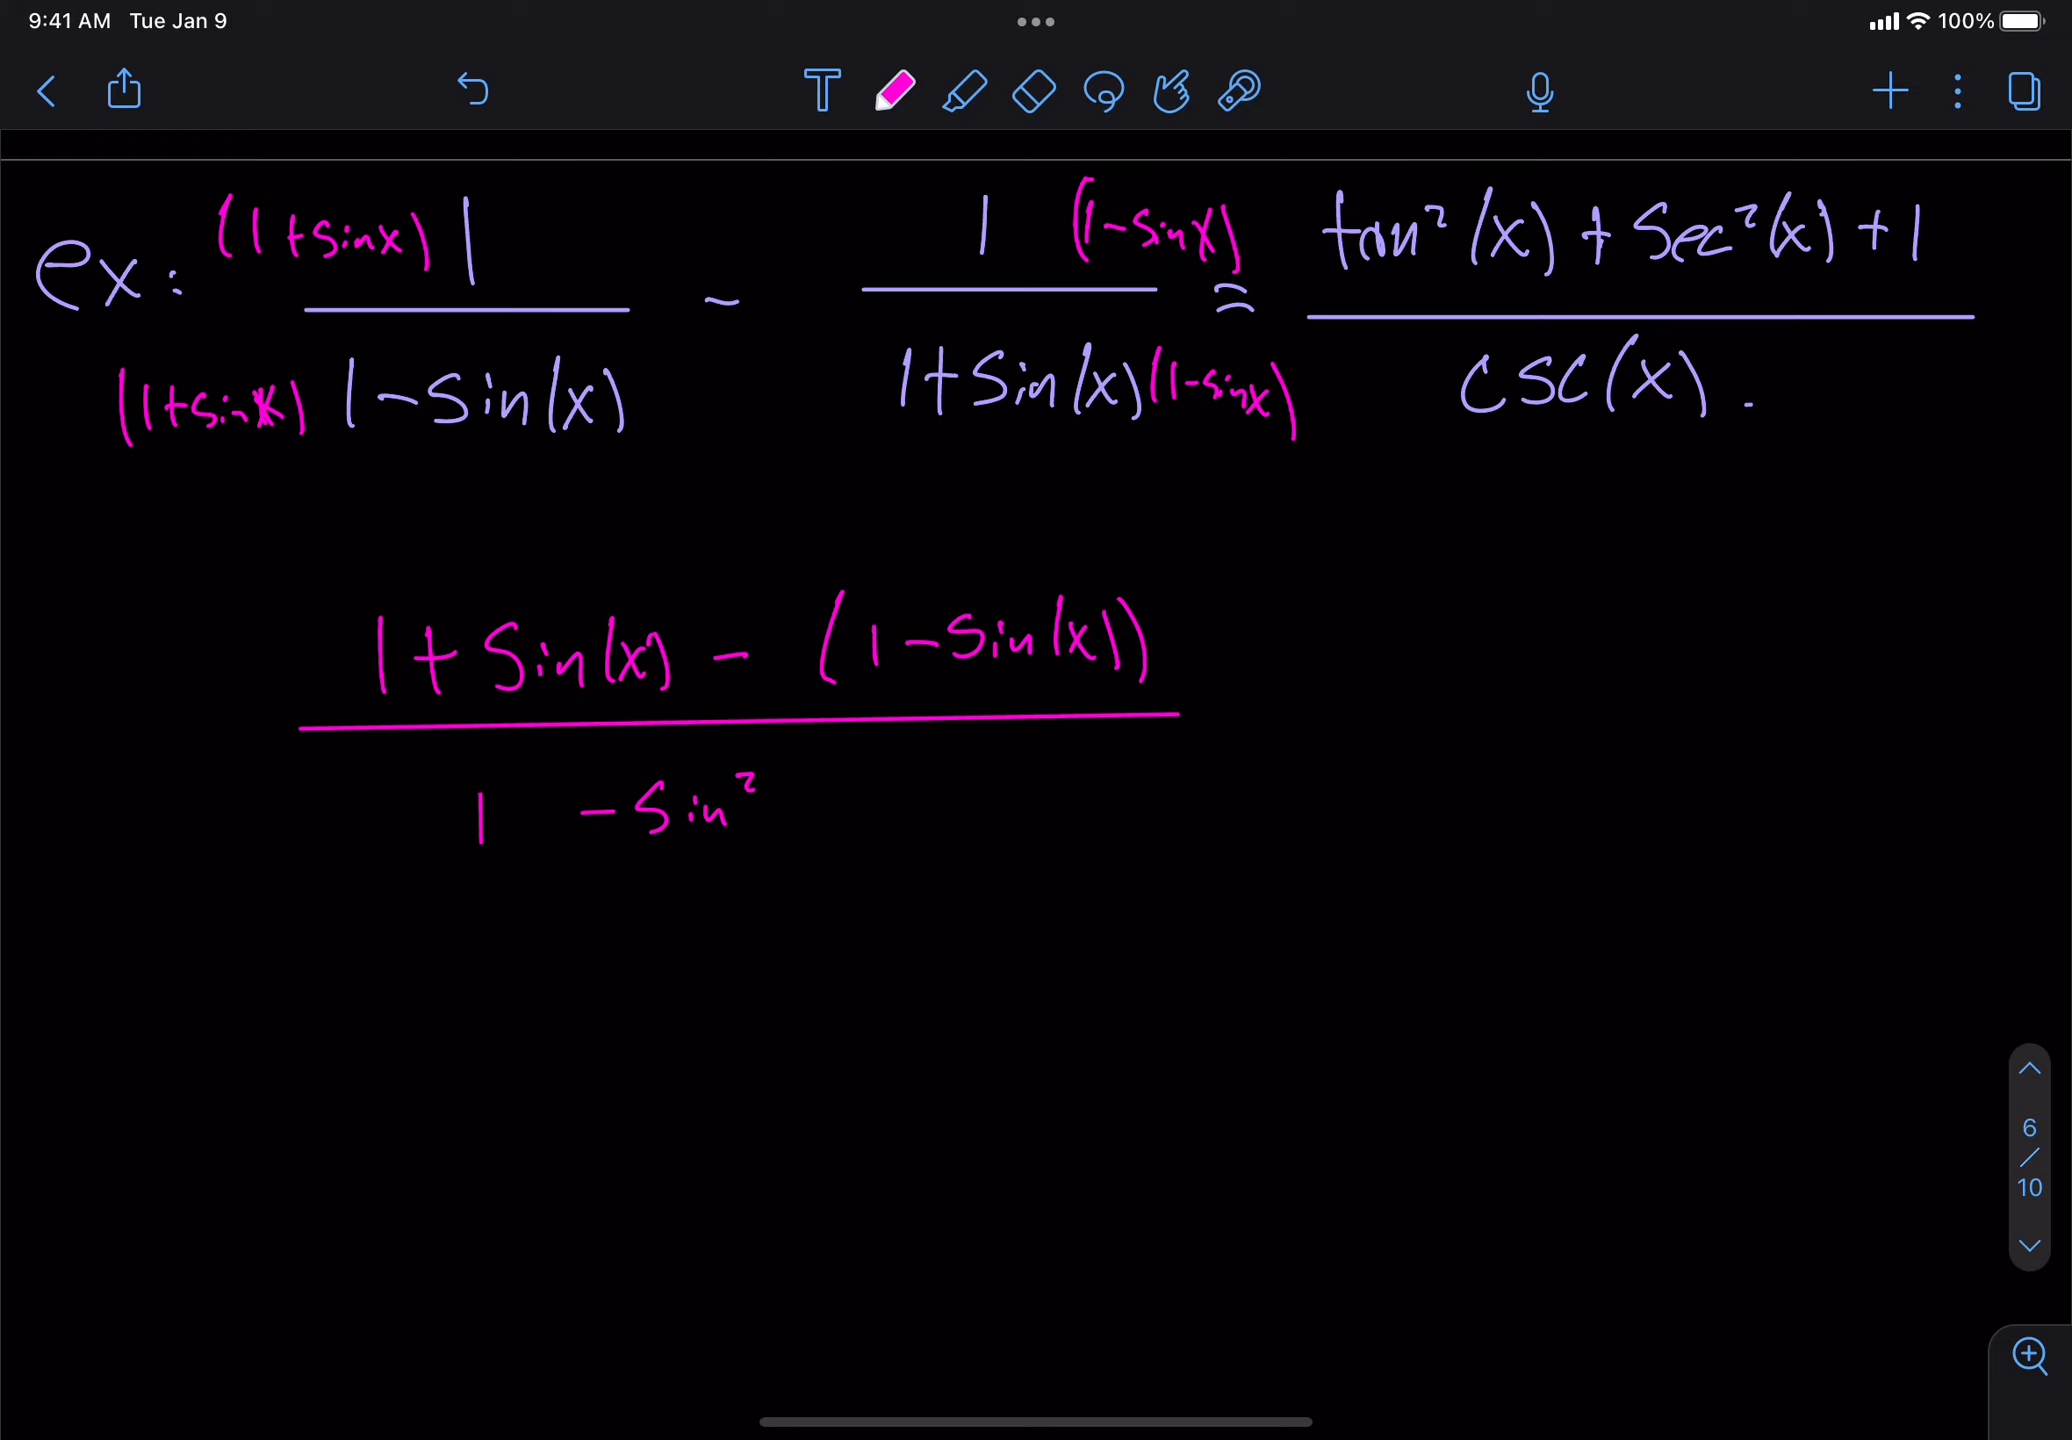 9:41 AM Tue Jan 9
100%
T
ex: (1+sinx) 1 / (1+sinx) 1-Sin(x) - 1 (1-sinx) / 1+Sin(x)(1-sinx) = tan²(x) + Sec²(x) + 1 / CSC(x).
1+ Sin(x) - (1-Sin(x))
1 - Sin²
6
/
10